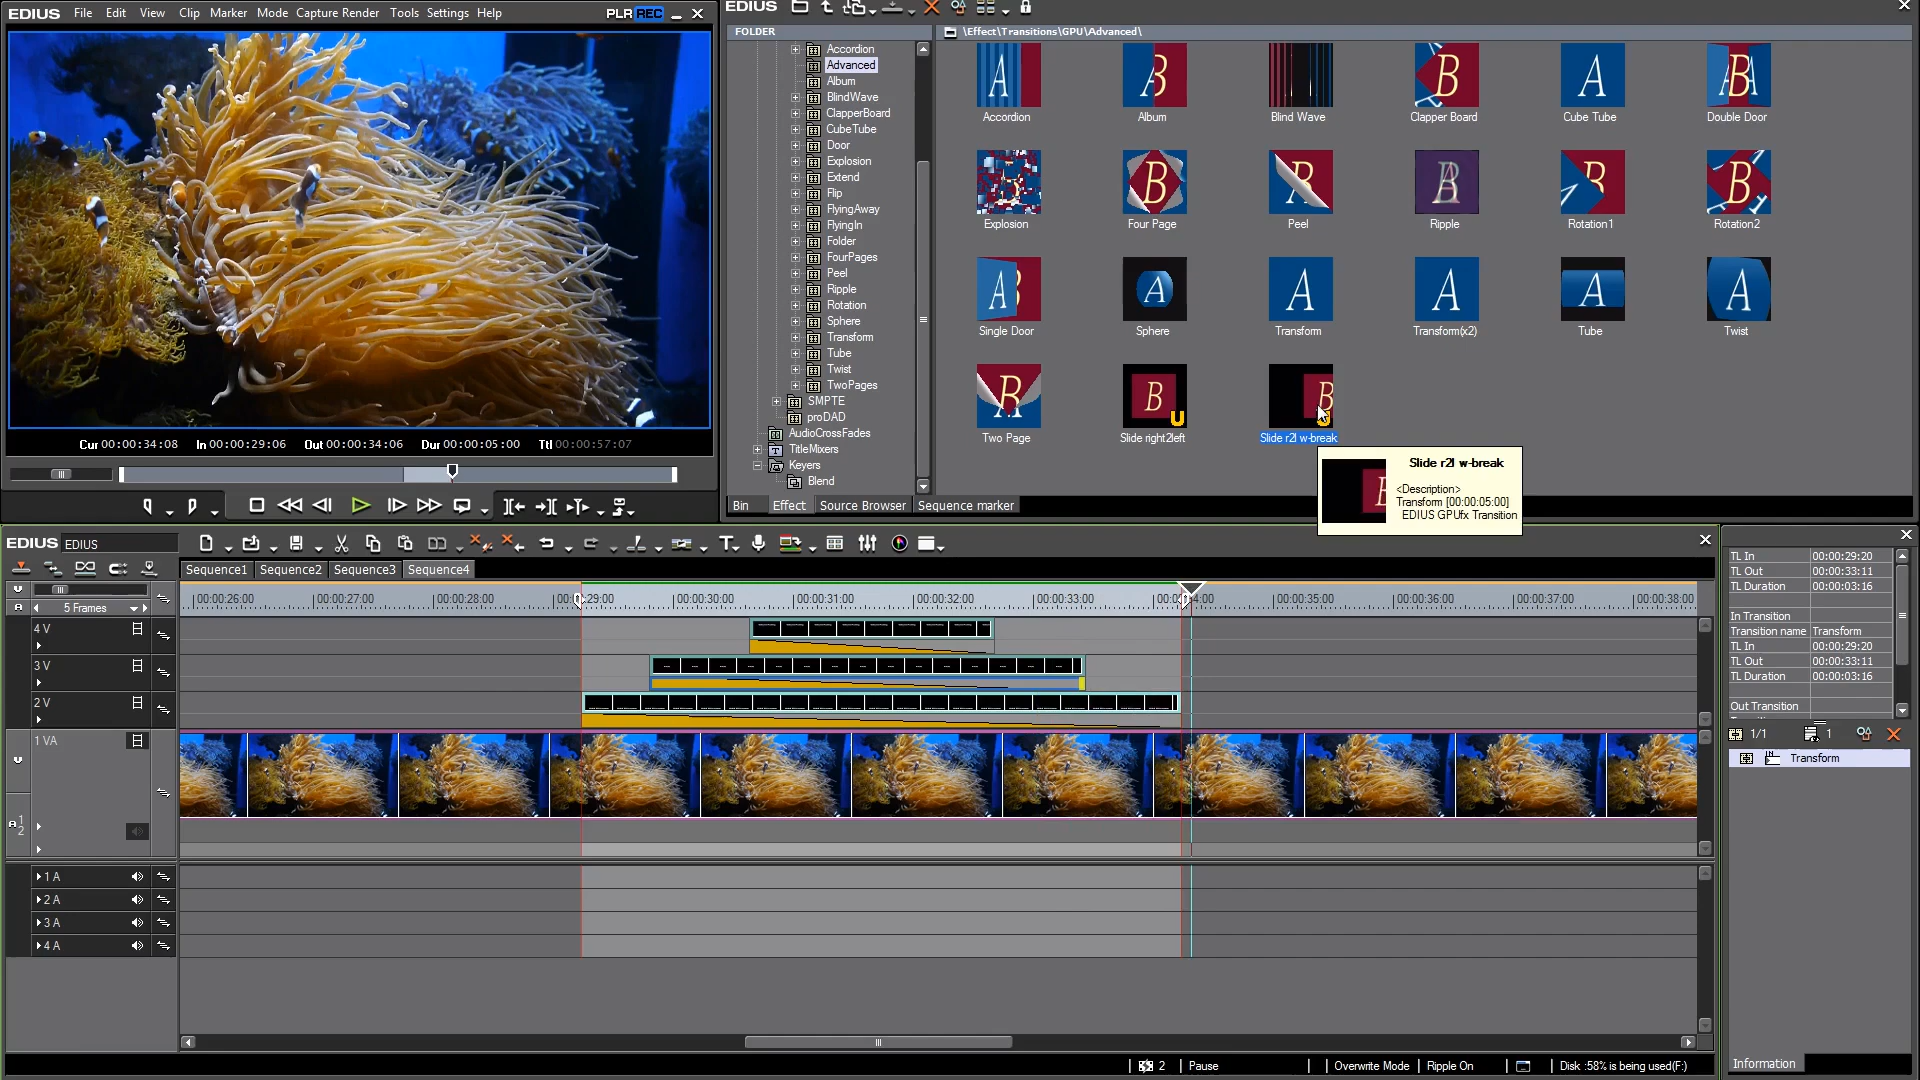 EDIUS File Edit View Clip Marker Mode Capture Render Tools Settings Help PLR REC
Cur 00:00:34:08 In 00:00:29:06 Out 00:00:34:06 Dur 00:00:05:00 Ttl 00:00:57:07
EDIUS
FOLDER
\Effect\Transitions\GPU\Advanced\
Accordion
Advanced
Album
BlindWave
ClapperBoard
CubeTube
Door
Explosion
Extend
Flip
FlyingAway
FlyingIn
Folder
FourPages
Peel
Ripple
Rotation
Sphere
Transform
Tube
Twist
TwoPages
SMPTE
proDAD
AudioCrossFades
TitleMixers
Keyers
Blend
Accordion Album Blind Wave Clapper Board Cube Tube Double Door
Explosion Four Page Peel Ripple Rotation1 Rotation2
Single Door Sphere Transform Transform(x2) Tube Twist
Two Page Slide right2left Slide r2l w-break
Slide r2l w-break
<Description>
Transform [00:00:05:00]
EDIUS GPUfx Transition
Bin Effect Source Browser Sequence marker
EDIUS EDIUS
Sequence1 Sequence2 Sequence3 Sequence4
5 Frames
00:00:26:00 00:00:27:00 00:00:28:00 00:00:29:00 00:00:30:00 00:00:31:00 00:00:32:00 00:00:33:00 00:00:35:00 00:00:36:00 00:00:37:00 00:00:38:00
4 V
3 V
2 V
1 VA
1
2
1 A
2 A
3 A
4 A
TL In 00:00:29:20
TL Out 00:00:33:11
TL Duration 00:00:03:16
In Transition
Transition name Transform
TL In 00:00:29:20
TL Out 00:00:33:11
TL Duration 00:00:03:16
Out Transition
1/1 1
IN Transform
Information
2 Pause Overwrite Mode Ripple On Disk :58% is being used(F:)